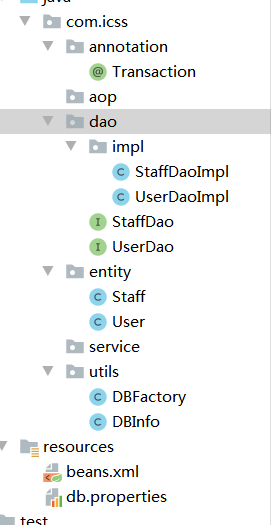 java
com.icss
annotation
Transaction
aop
dao
impl
StaffDaoImpl
UserDaoImpl
StaffDao
UserDao
entity
Staff
User
service
utils
DBFactory
DBInfo
resources
beans.xml
db.properties
test